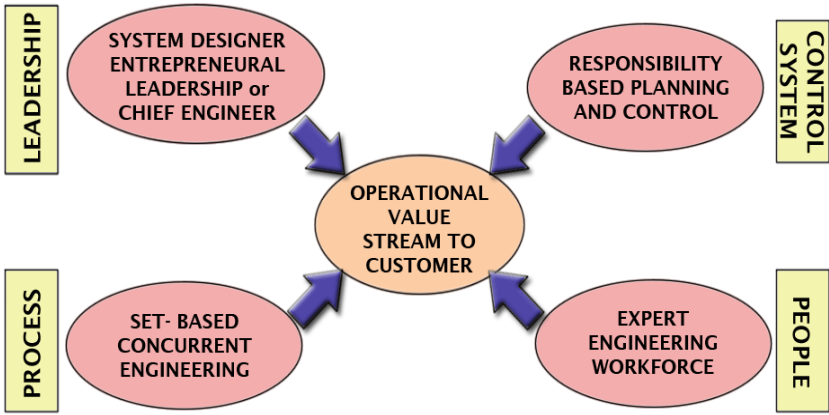 LEADERSHIP
SYSTEM DESIGNER
ENTREPRENEURAL
LEADERSHIP or
CHIEF ENGINEER
RESPONSIBILITY
BASED PLANNING
AND CONTROL
CONTROL
SYSTEM
OPERATIONAL
VALUE
STREAM TO
CUSTOMER
PROCESS
SET- BASED
CONCURRENT
ENGINEERING
EXPERT
ENGINEERING
WORKFORCE
PEOPLE